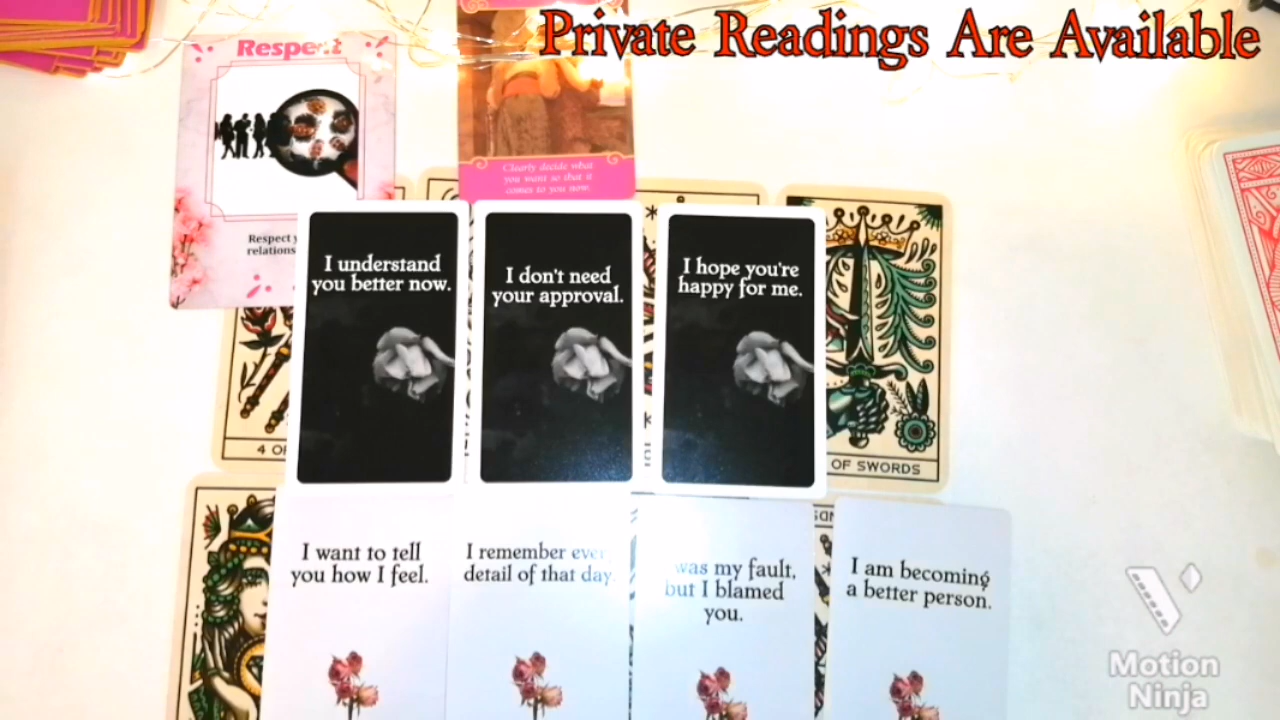 Private Readings Are Available
Respect
Clearly decide what
you want so that it
comes to you now.
Respect
relations
I understand
you better now.
I don't need
your approval.
I hope you're
happy for me.
4 OF
OF SWORDS
I want to tell
you how I feel.
I remember
detail of that day.
was my fault,
but I blamed
you.
I am becoming
a better person.
Motion
Ninja